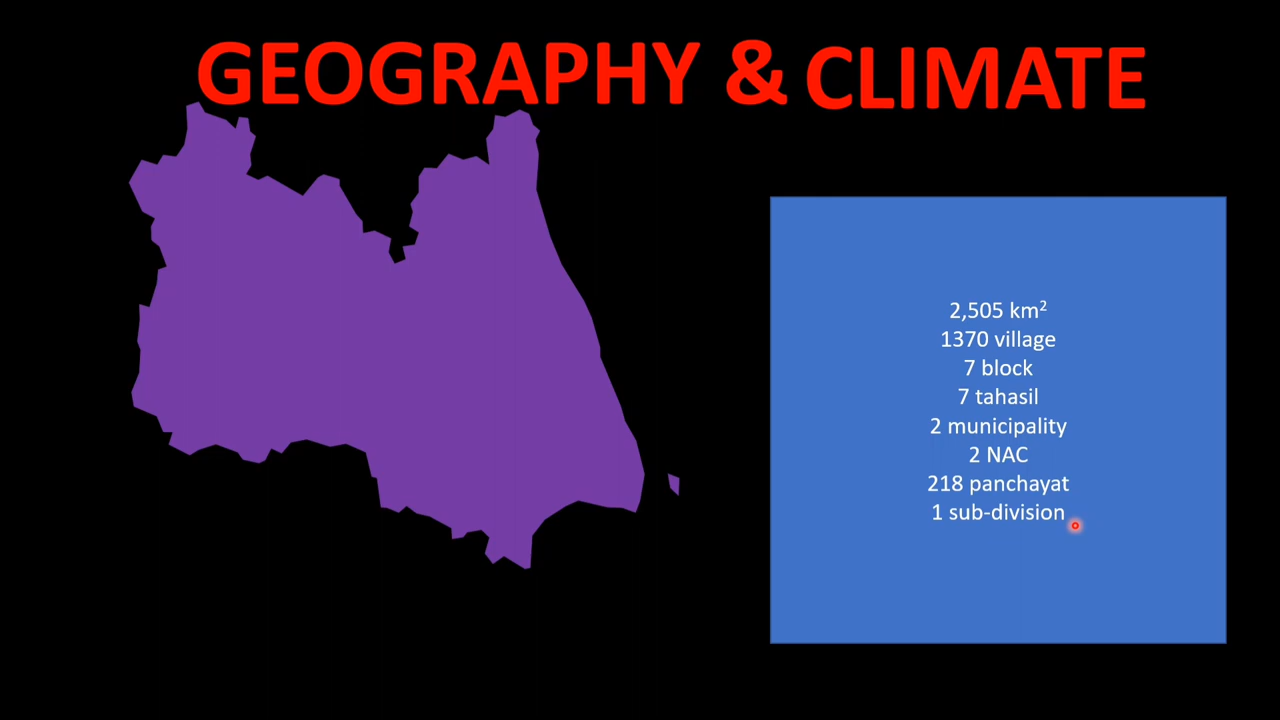 GEOGRAPHY & CLIMATE
2,505 km²
1370 village
7 block
7 tahasil
2 municipality
2 NAC
218 panchayat
1 sub-division